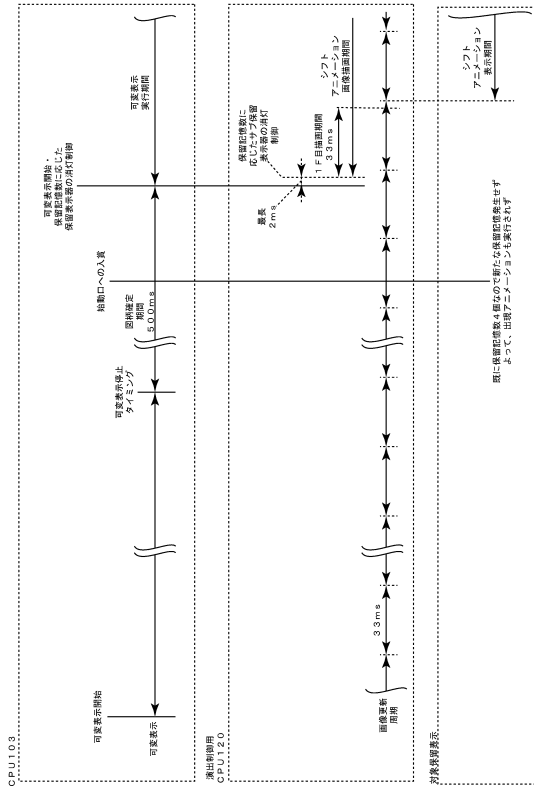 CPU103
可変表示開始
可変表示
可変表示停止
タイミング
図柄確定
期間
500ms
始動口への入賞
可変表示開始・
保留記憶数に応じた
保留表示器の消灯制御
可変表示
実行期間
演出制御用
CPU120
画像更新
周期
33ms
最長
2ms
保留記憶数に
応じたサブ保留
表示器の消灯
制御
1F目描画期間
33ms
シフト
アニメーション
画像描画期間
対象保留表示
既に保留記憶数4個なので新たな保留記憶発生せず
よって、出現アニメーションも実行されず
シフト
アニメーション
表示期間